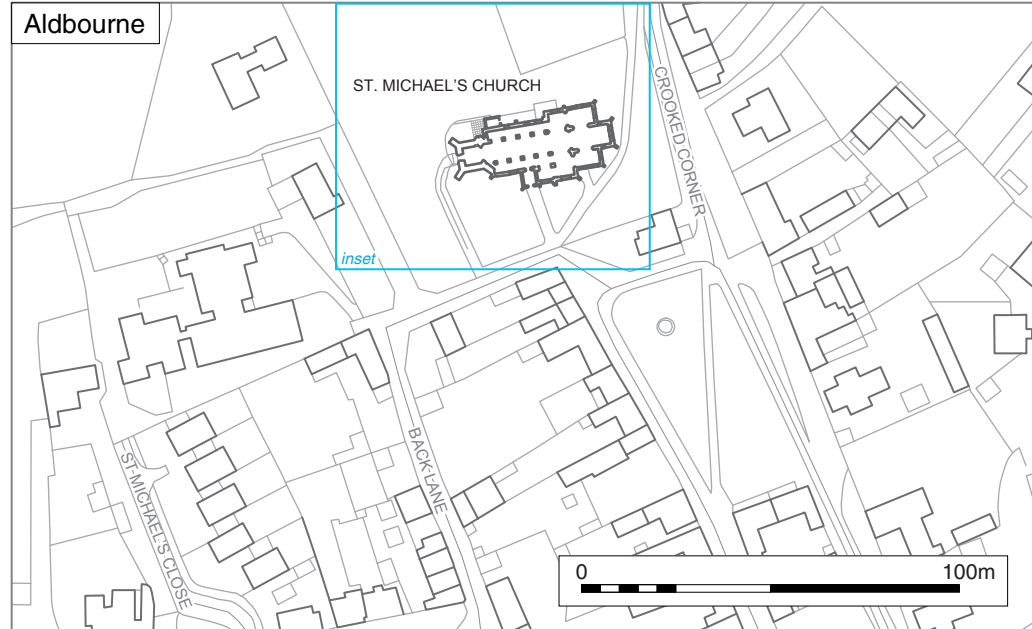 Aldbourne
ST. MICHAEL'S CHURCH
CROOKED CORNER
inset
BACK LANE
ST MICHAEL'S CLOSE
0 100m